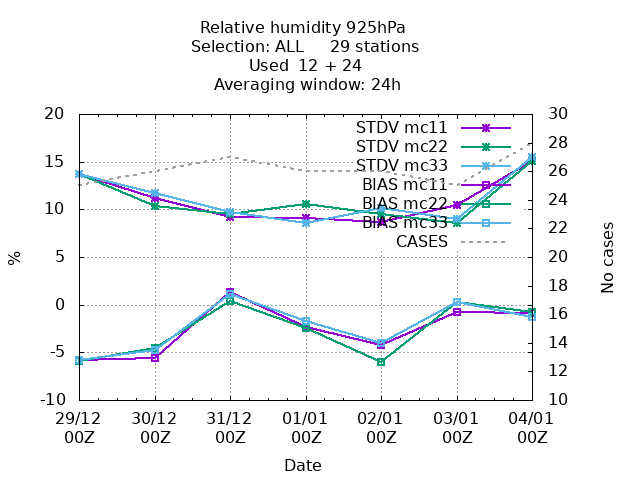 Relative humidity 925hPa
Selection: ALL     29 stations
Used  12 + 24
Averaging window: 24h
20
15
10
5
0
-5
-10
%
30
28
26
24
22
20
18
16
14
12
10
No cases
STDV mc11
STDV mc22
STDV mc33
BIAS mc11
BIAS mc22
BIAS mc33
CASES
29/12 30/12 31/12 01/01 02/01 03/01 04/01
00Z 00Z 00Z 00Z 00Z 00Z 00Z
Date